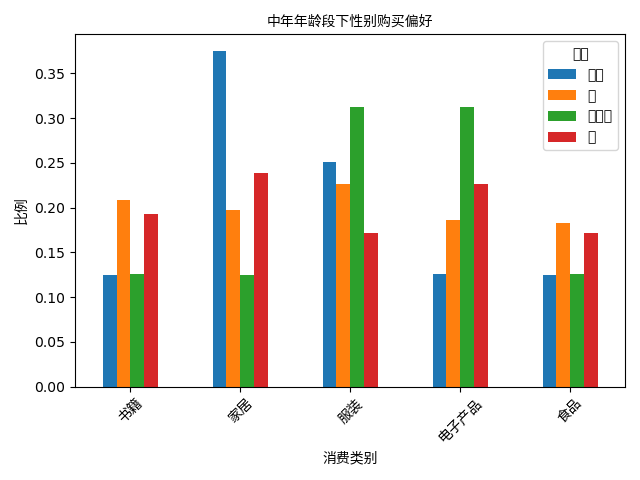 中年年龄段下性别购买偏好
0.35
0.30
0.25
0.20
0.15
0.10
0.05
0.00
比例
书籍
家居
服装
电子产品
食品
消费类别